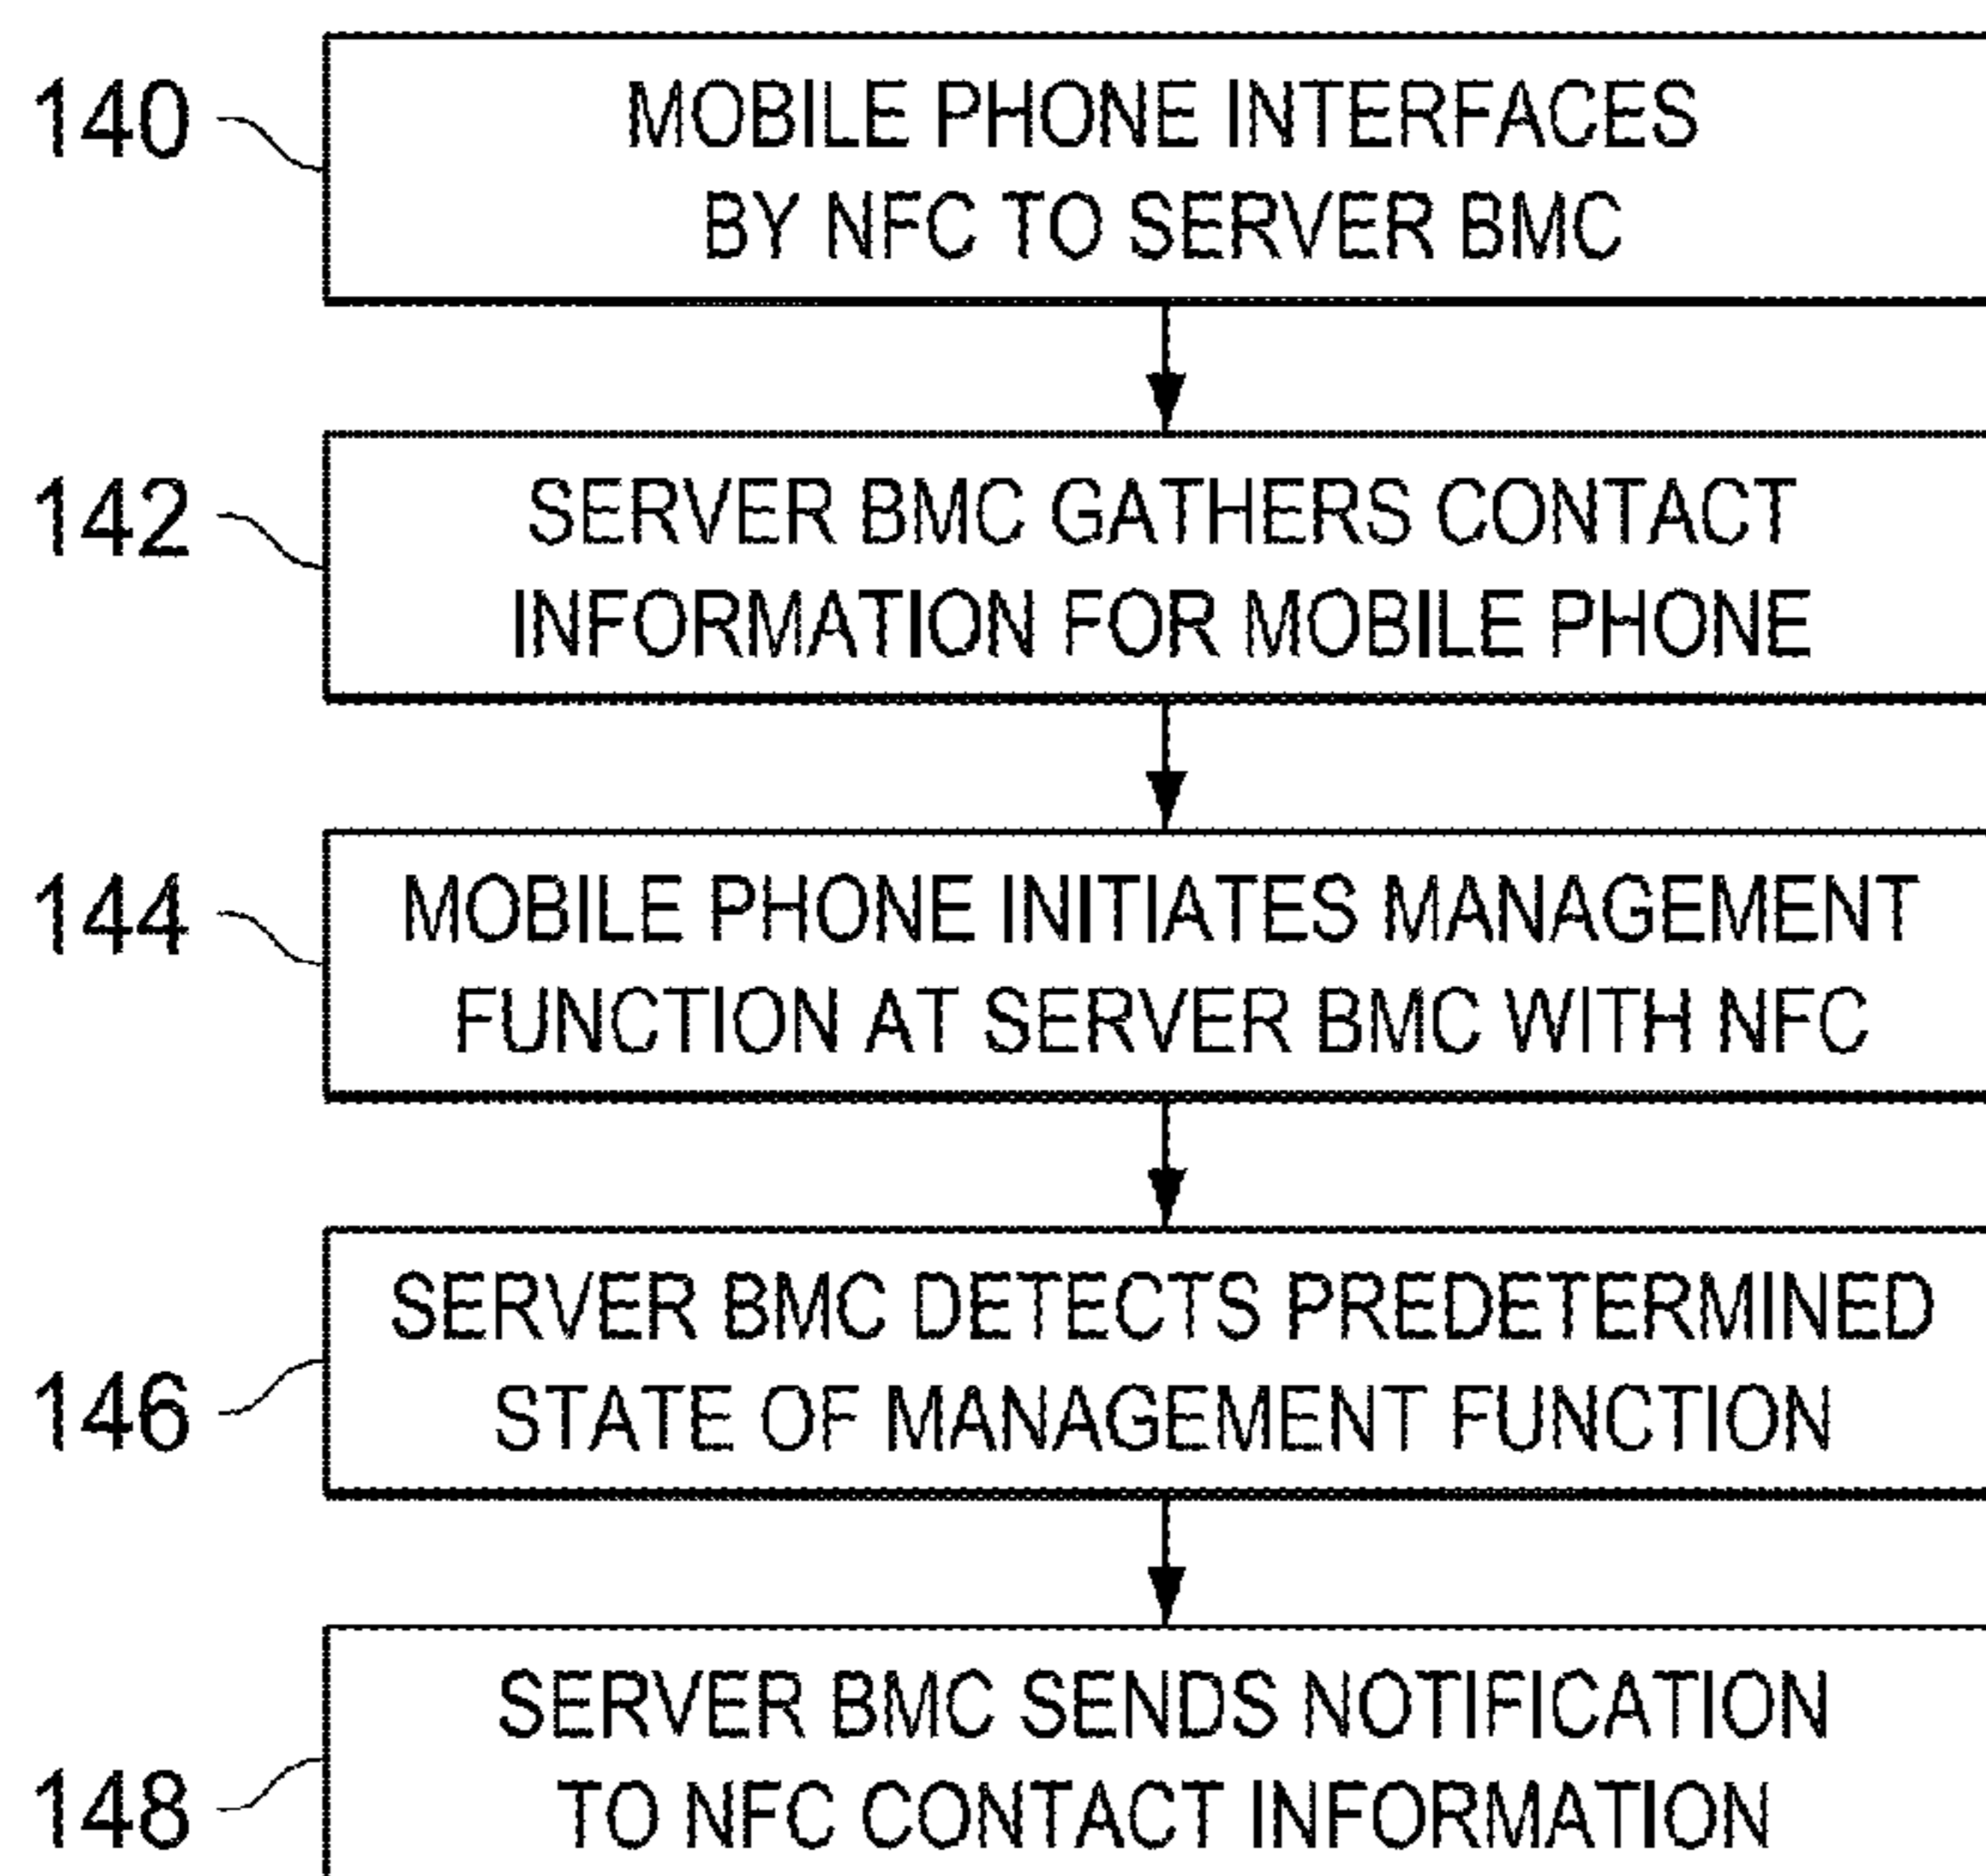 140
MOBILE PHONE INTERFACES
BY NFC TO SERVER BMC
142
SERVER BMC GATHERS CONTACT
INFORMATION FOR MOBILE PHONE
144
MOBILE PHONE INITIATES MANAGEMENT
FUNCTION AT SERVER BMC WITH NFC
146
SERVER BMC DETECTS PREDETERMINED
STATE OF MANAGEMENT FUNCTION
148
SERVER BMC SENDS NOTIFICATION
TO NFC CONTACT INFORMATION